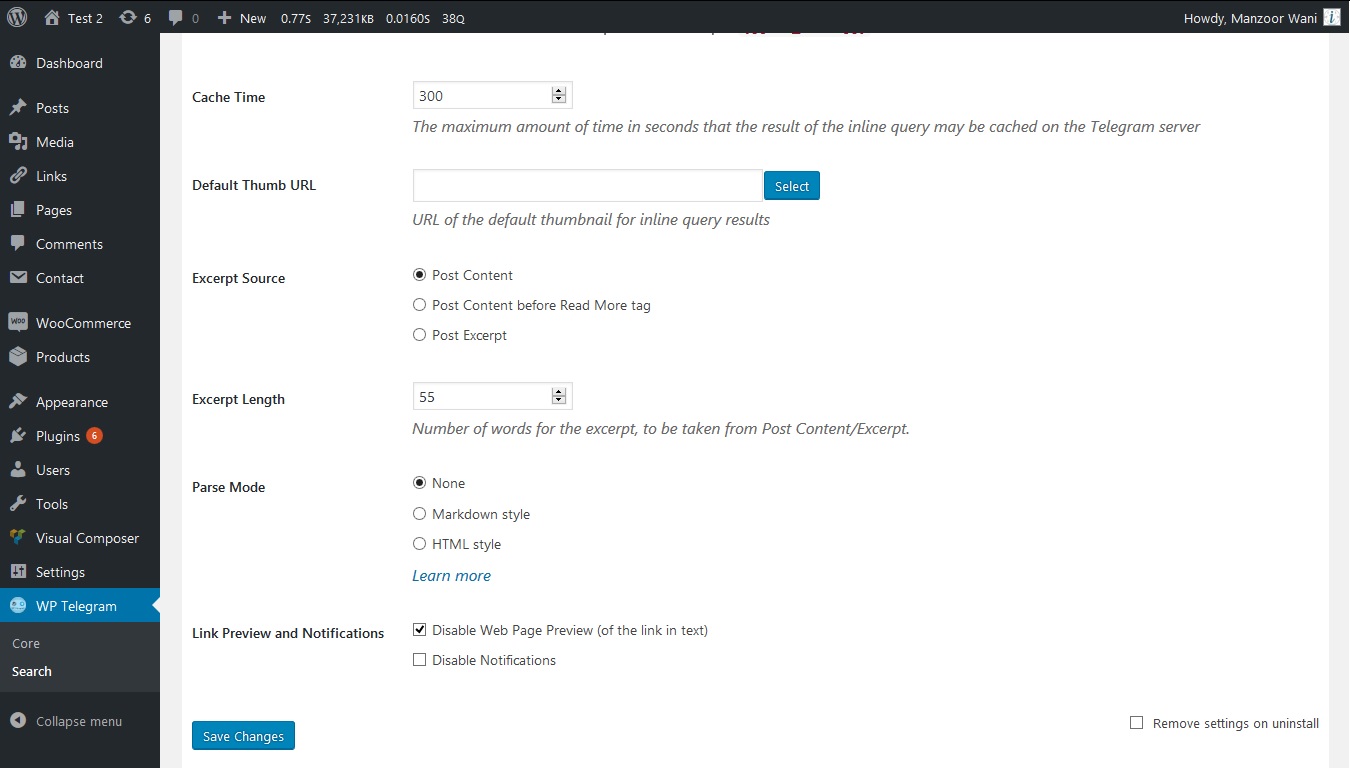 Test 2 6 0 New 0.77s 37,231KB 0.0160s 38Q Howdy, Manzoor Wani
Dashboard
Posts
Media
Links
Pages
Comments
Contact
WooCommerce
Products
Appearance
Plugins 6
Users
Tools
Visual Composer
Settings
WP Telegram
Core
Search
Collapse menu
Cache Time
300
The maximum amount of time in seconds that the result of the inline query may be cached on the Telegram server
Default Thumb URL
Select
URL of the default thumbnail for inline query results
Excerpt Source
Post Content
Post Content before Read More tag
Post Excerpt
Excerpt Length
55
Number of words for the excerpt, to be taken from Post Content/Excerpt.
Parse Mode
None
Markdown style
HTML style
Learn more
Link Preview and Notifications
Disable Web Page Preview (of the link in text)
Disable Notifications
Save Changes
Remove settings on uninstall